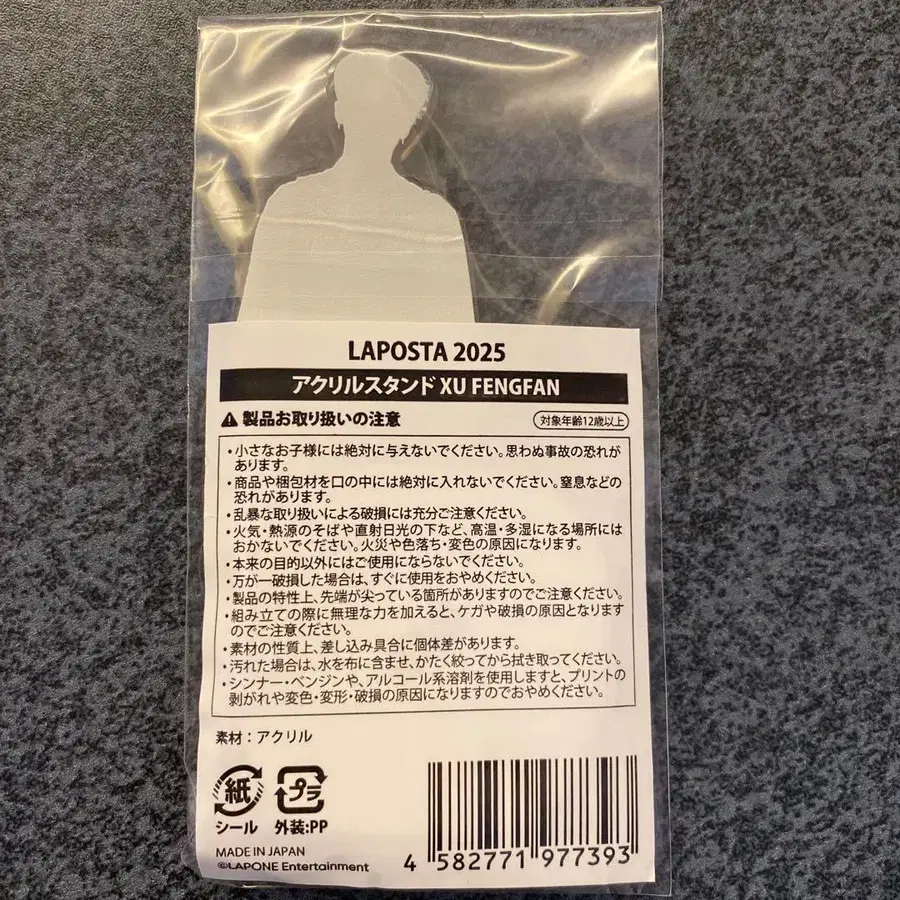 LAPOSTA 2025
アクリルスタンド XU FENGFAN
製品お取り扱いの注意
対象年齢12歳以上
・小さなお子様には絶対に与えないでください。思わぬ事故の恐れが
あります。
・商品や梱包材を口の中には絶対に入れないでください。窒息などの
恐れがあります。
・乱暴な取り扱いによる破損には充分ご注意ください。
・火気・熱源のそばや直射日光の下など、高温・多湿になる場所には
おかないでください。火災や色落ち・変色の原因になります。
・本来の目的以外にはご使用にならないでください。
・万が一破損した場合は、すぐに使用をおやめください。
・製品の特性上、先端が尖っている箇所がありますのでご注意ください。
・組み立ての際に無理な力を加えると、ケガや破損の原因となります
のでご注意ください。
・素材の性質上、差し込み具合に個体差があります。
・汚れた場合は、水を布に含ませ、かたく絞ってから拭き取ってください。
・シンナー・ベンジンや、アルコール系溶剤を使用しますと、プリントの
剥がれや変色・変形・破損の原因になりますのでおやめください。
素材：アクリル
紙 プラ
シール 外装:PP
MADE IN JAPAN
©LAPONE Entertainment
4 582771 977393